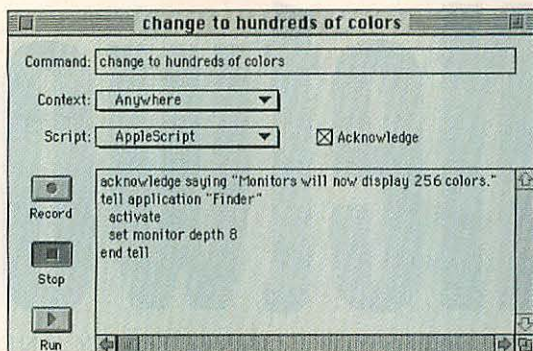 change to hundreds of colors
Command: change to hundreds of colors
Context: Anywhere
Script: AppleScript
Acknowledge
Record
Stop
Run
acknowledge saying "Monitors will now display 256 colors."
tell application "Finder"
activate
set monitor depth 8
end tell